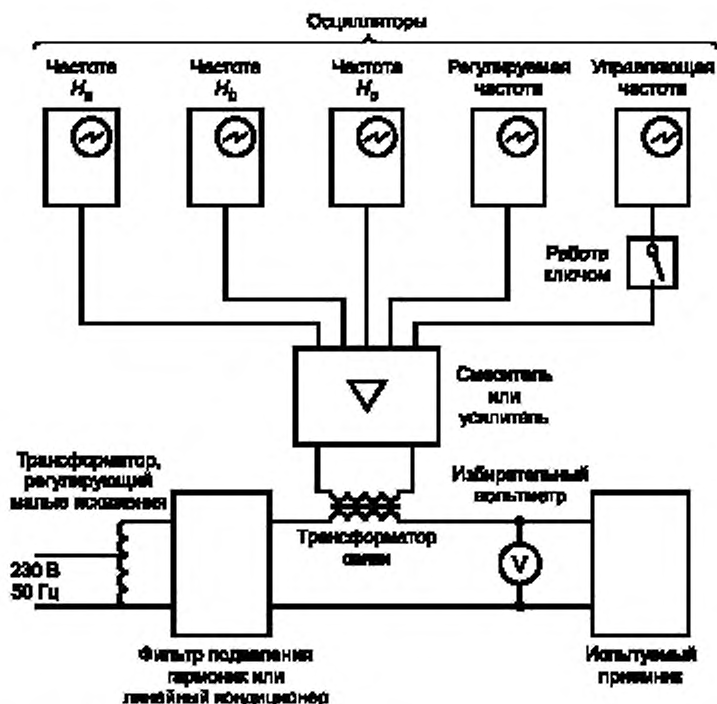 Осцилляторы
Частота
Частота
Частота
Регулируемая
Управляющая
H
H
H
частота
частота
Работа
ключом
Смеситель
или
усилитель
Трансформатор,
регулирующий
малые искажения
Избирательный
вольтметр
Трансформатор
связи
V
230 В
50 Гц
Фильтр подавления
гармоник или
линейный кондиционер
Испытуемый
приемник